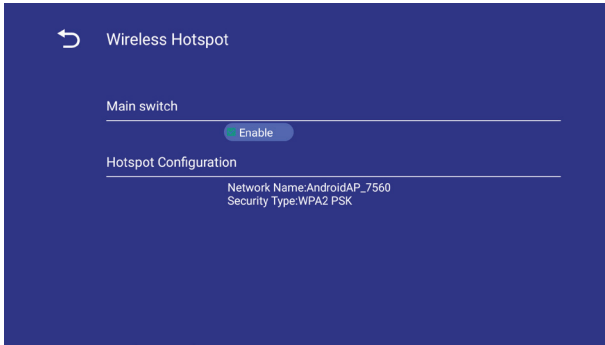 Wireless Hotspot
Main switch
Enable
Hotspot Configuration
Network Name:AndroidAP_7560
Security Type:WPA2 PSK